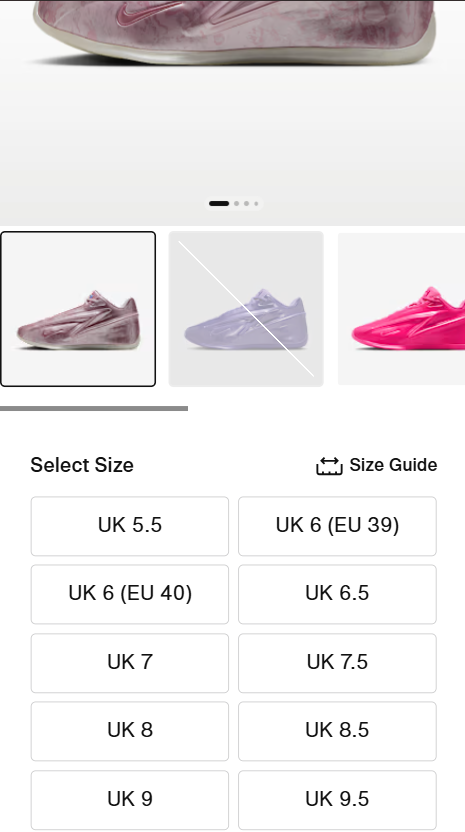 Select Size
Size Guide
UK 5.5
UK 6 (EU 39)
UK 6 (EU 40)
UK 6.5
UK 7
UK 7.5
UK 8
UK 8.5
UK 9
UK 9.5